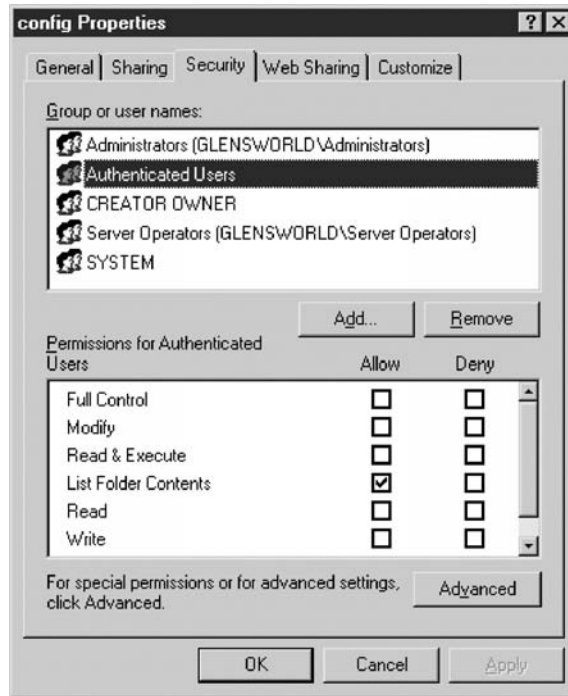 config Properties
General Sharing Security Web Sharing Customize
Group or user names:
Administrators (GLENSWORLD\Administrators)
Authenticated Users
CREATOR OWNER
Server Operators (GLENSWORLD\Server Operators)
SYSTEM
Add... Remove
Permissions for Authenticated
Users Allow Deny
Full Control
Modify
Read & Execute
List Folder Contents
Read
Write
For special permissions or for advanced settings,
click Advanced.
Advanced
OK Cancel Apply